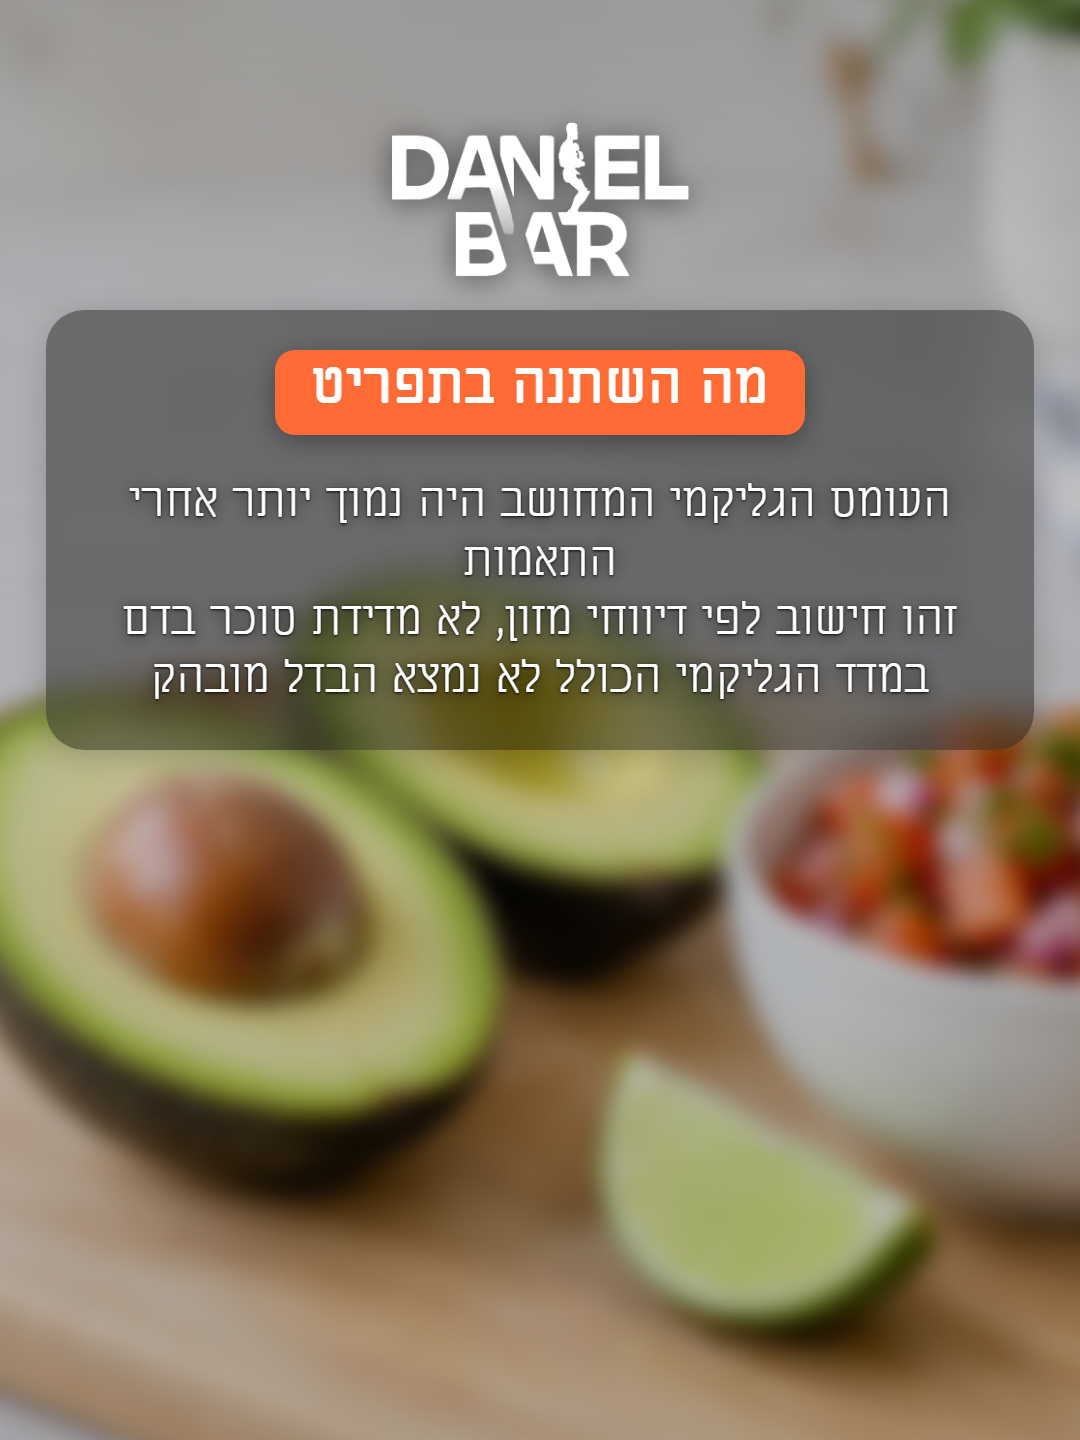 DANIEL
BAR
מה השתנה בתפריט
העומס הגליקמי המחושב היה נמוך יותר אחרי
התאמות
זהו חישוב לפי דיווחי מזון, לא מדידת סוכר בדם
במדד הגליקמי הכולל לא נמצא הבדל מובהק